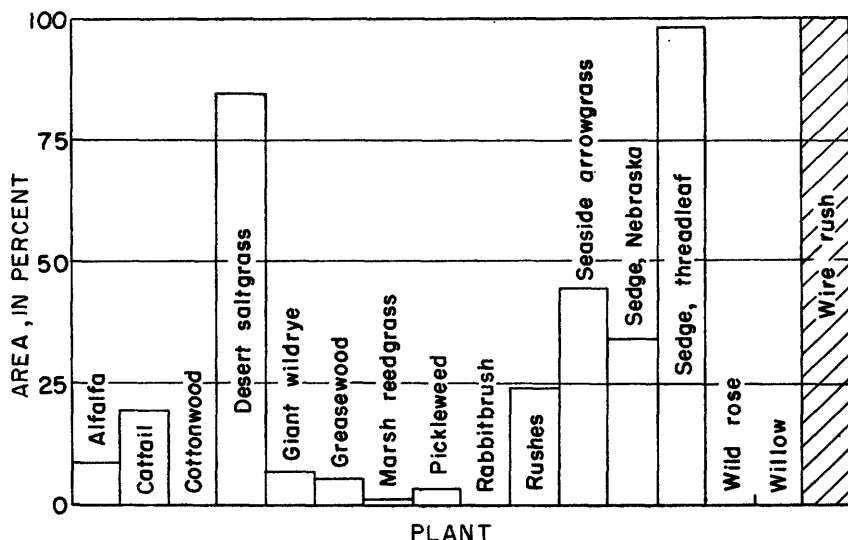 100
75
50
25
0
AREA, IN PERCENT
Alfalfa
Cattail
Cottonwood
Desert saltgrass
Giant wildrye
Greasewood
Marsh reedgrass
Pickleweed
Rabbitbrush
Rushes
Seaside arrowgrass
Sedge, Nebraska
Sedge, threadleaf
Wild rose
Willow
Wire rush
PLANT